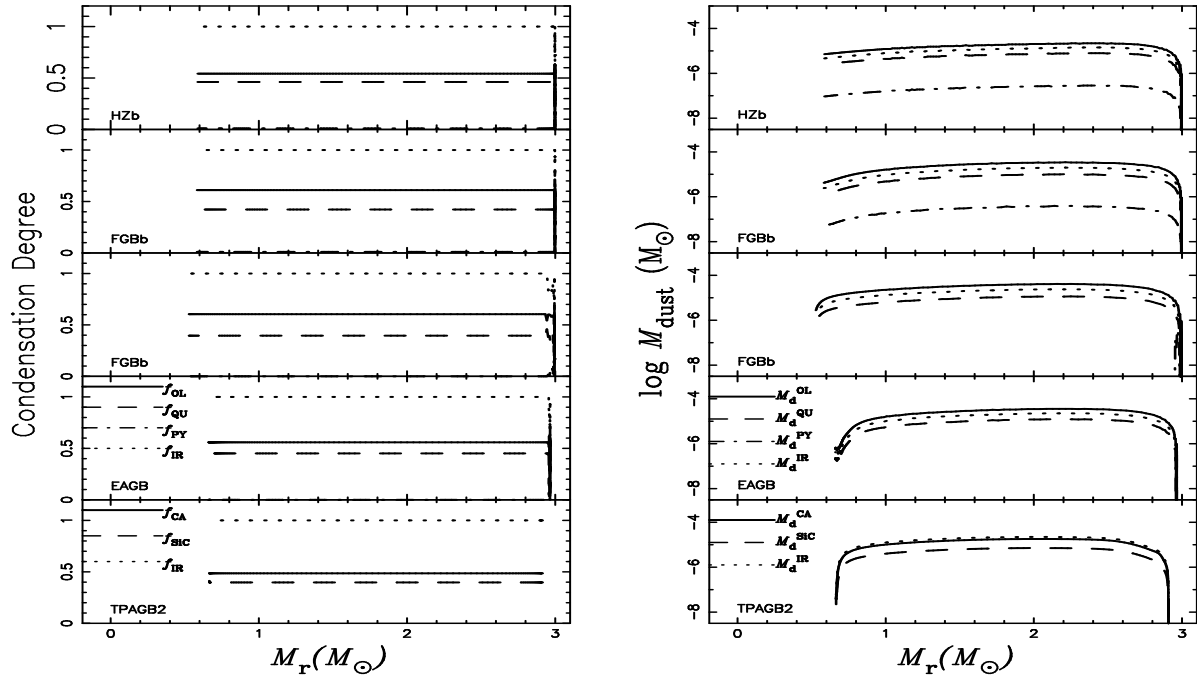 Condensation Degree
1
0.5
0
HZb
1
0.5
0
FGBb
1
0.5
0
FGBb
1
0.5
0
f_OL
f_QU
f_PY
f_IR
EAGB
1
0.5
0
f_CA
f_SiC
f_IR
TPAGB2
0 1 2 3
M_r(M_⊙)
log M_dust (M_⊙)
-4
-6
-8
HZb
-4
-6
-8
FGBb
-4
-6
-8
FGBb
-4
-6
-8
M_d^OL
M_d^QU
M_d^PY
M_d^IR
EAGB
-4
-6
-8
M_d^CA
M_d^SiC
M_d^IR
TPAGB2
0 1 2 3
M_r(M_⊙)